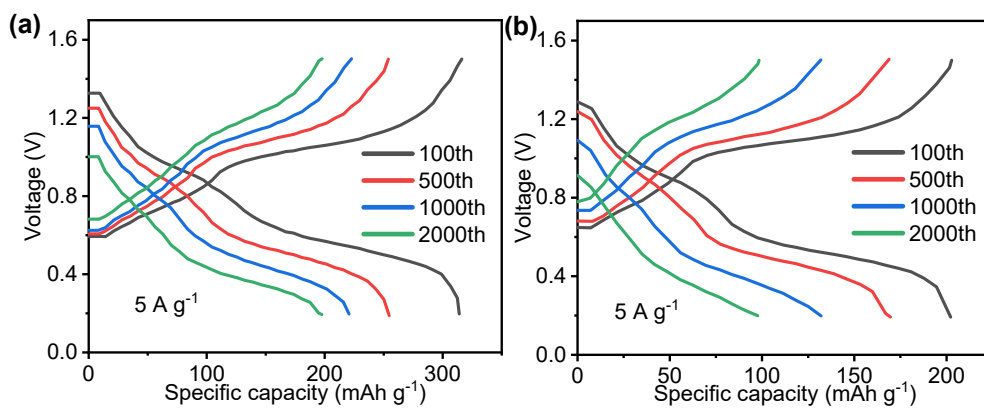 (a)
1.6
1.2
0.8
0.4
0.0
Voltage (V)
100th
500th
1000th
2000th
5 A g⁻¹
0 100 200 300
Specific capacity (mAh g⁻¹)
(b)
1.6
1.2
0.8
0.4
0.0
Voltage (V)
100th
500th
1000th
2000th
5 A g⁻¹
0 50 100 150 200
Specific capacity (mAh g⁻¹)